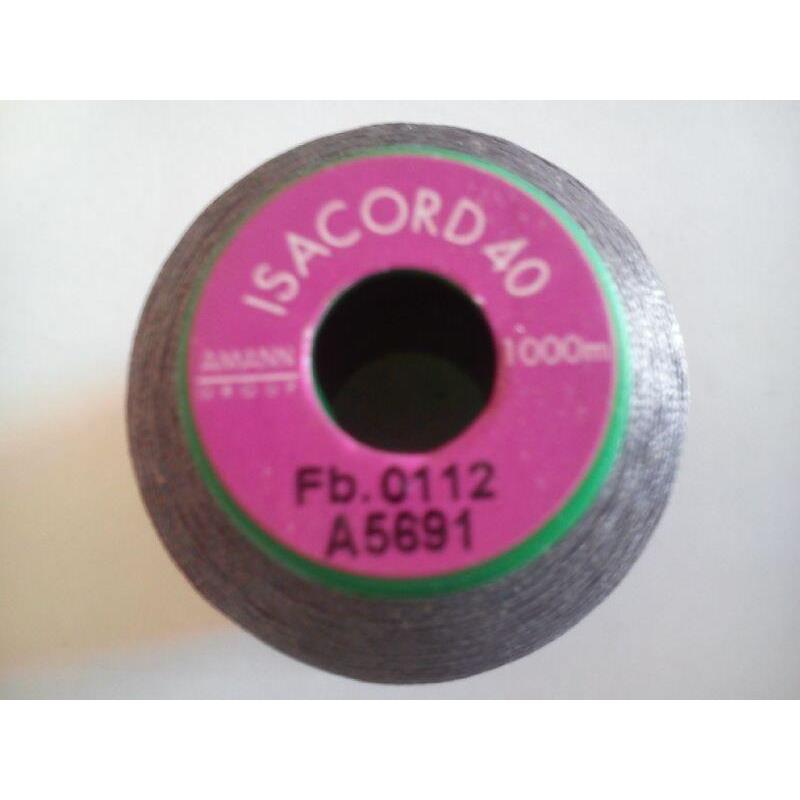 ISACORD 40
AMANN
GROUP
1000m
Fb.0112
A5691